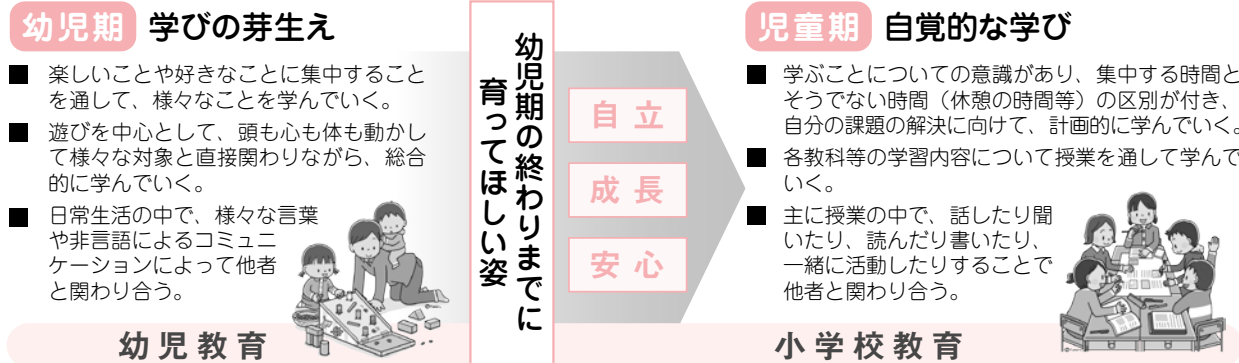 幼児期 学びの芽生え
■ 楽しいことや好きなことに集中すること
を通して、様々なことを学んでいく。
■ 遊びを中心として、頭も心も体も動かし
て様々な対象と直接関わりながら、総合
的に学んでいく。
■ 日常生活の中で、様々な言葉
や非言語によるコミュニ
ケーションによって他者
と関わり合う。
幼児教育
幼児期の終わりまでに
育ってほしい姿
自立
成長
安心
児童期 自覚的な学び
■ 学ぶことについての意識があり、集中する時間と
そうでない時間（休憩の時間等）の区別が付き、
自分の課題の解決に向けて、計画的に学んでいく。
■ 各教科等の学習内容について授業を通して学んで
いく。
■ 主に授業の中で、話したり聞
いたり、読んだり書いたり、
一緒に活動したりすることで
他者と関わり合う。
小学校教育